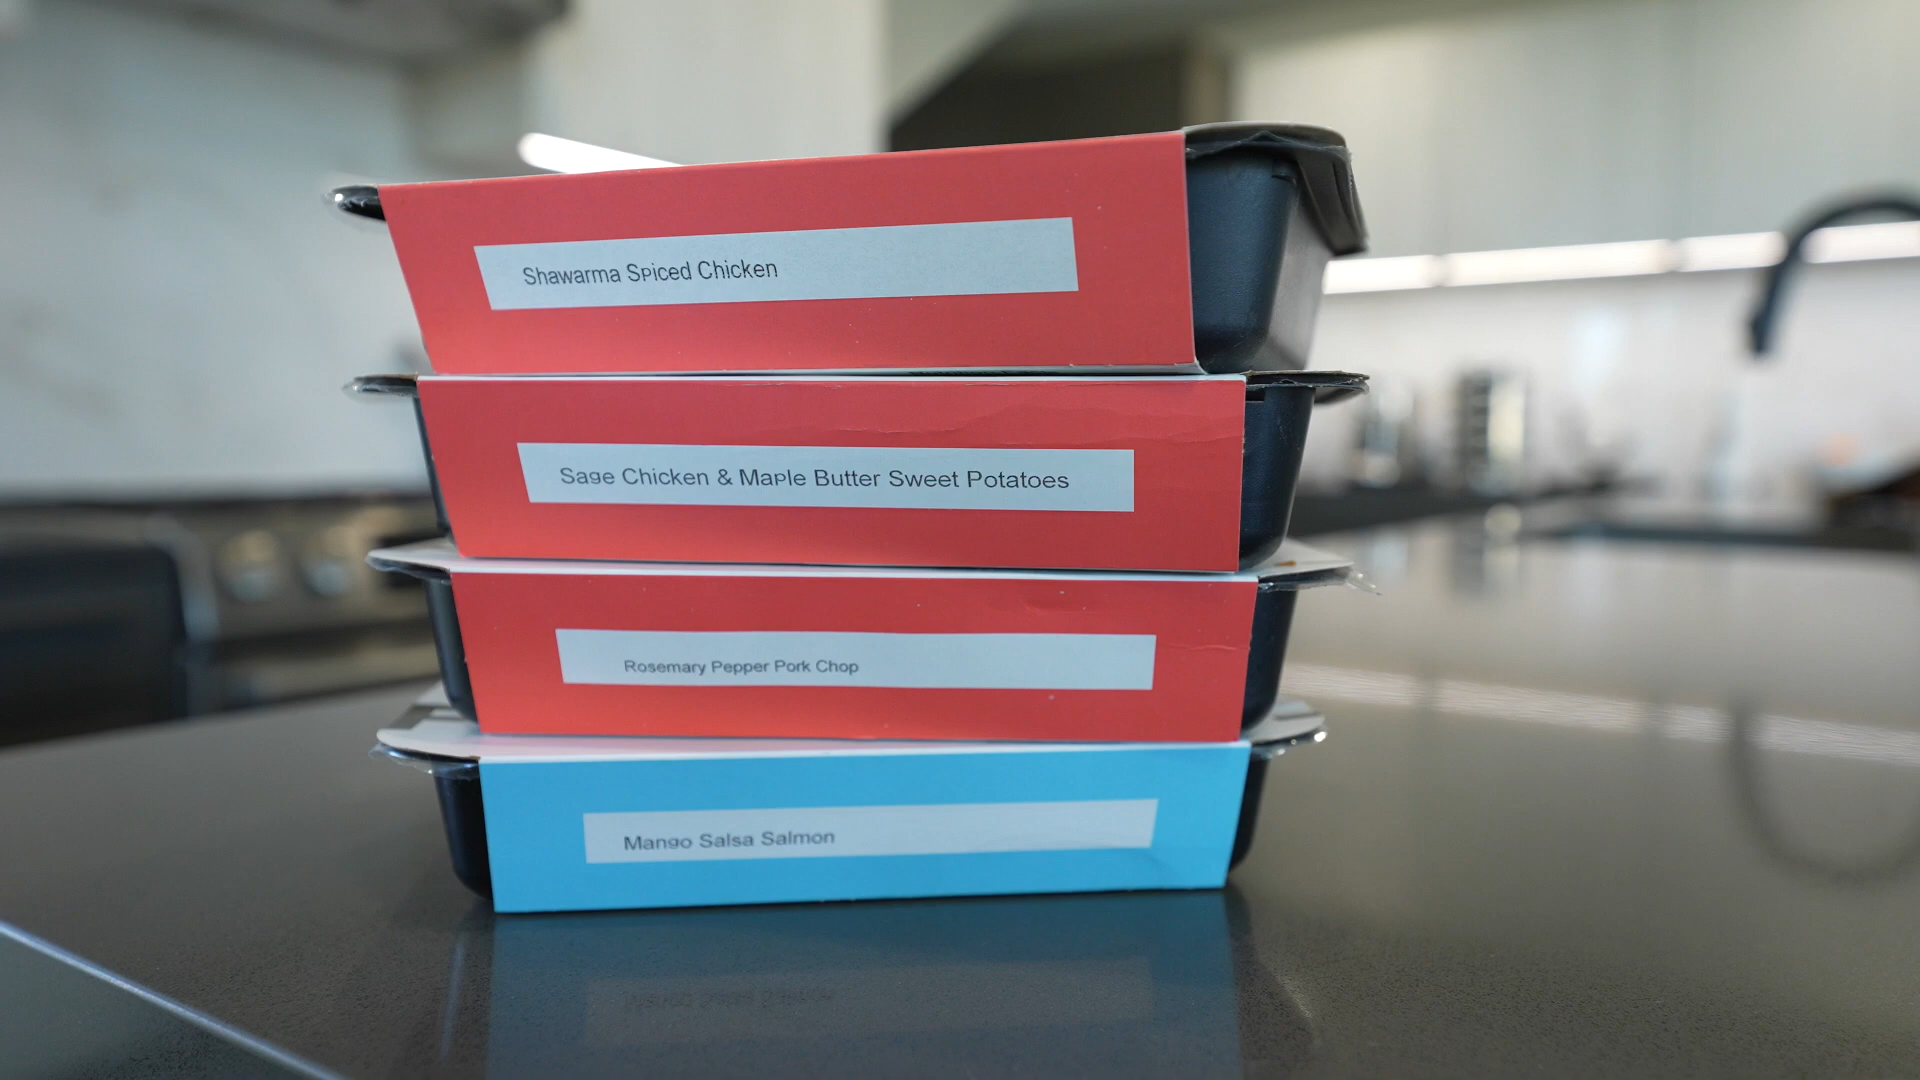 Shawarma Spiced Chicken
Sage Chicken & Maple Butter Sweet Potatoes
Rosemary Pepper Pork Chop
Mango Salsa Salmon